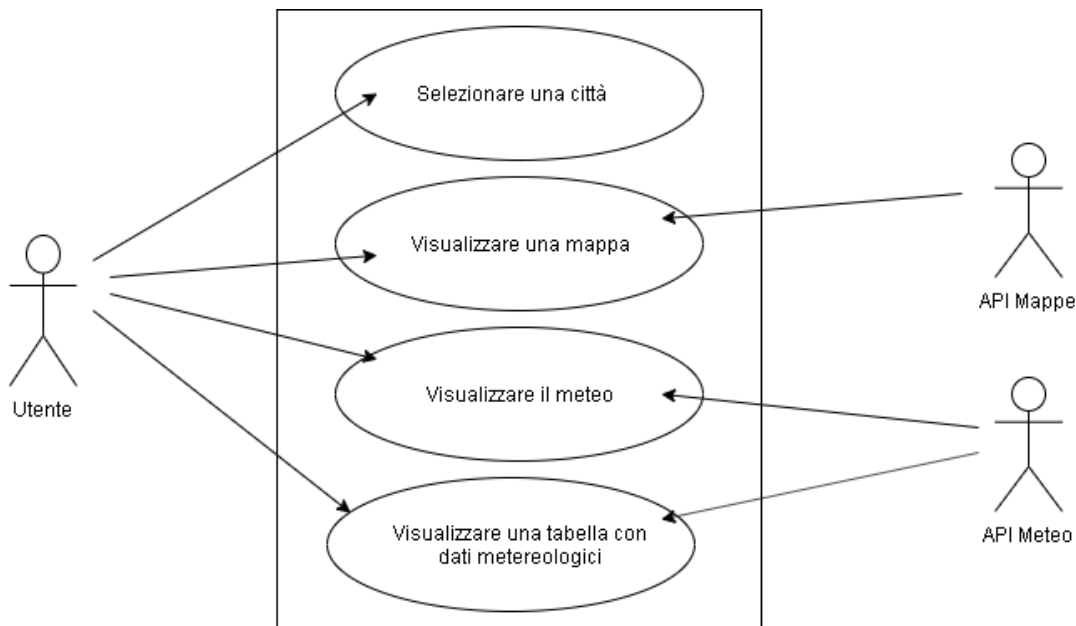 Selezionare una città
Visualizzare una mappa
API Mappe
Visualizzare il meteo
Utente
Visualizzare una tabella con
dati metereologici
API Meteo